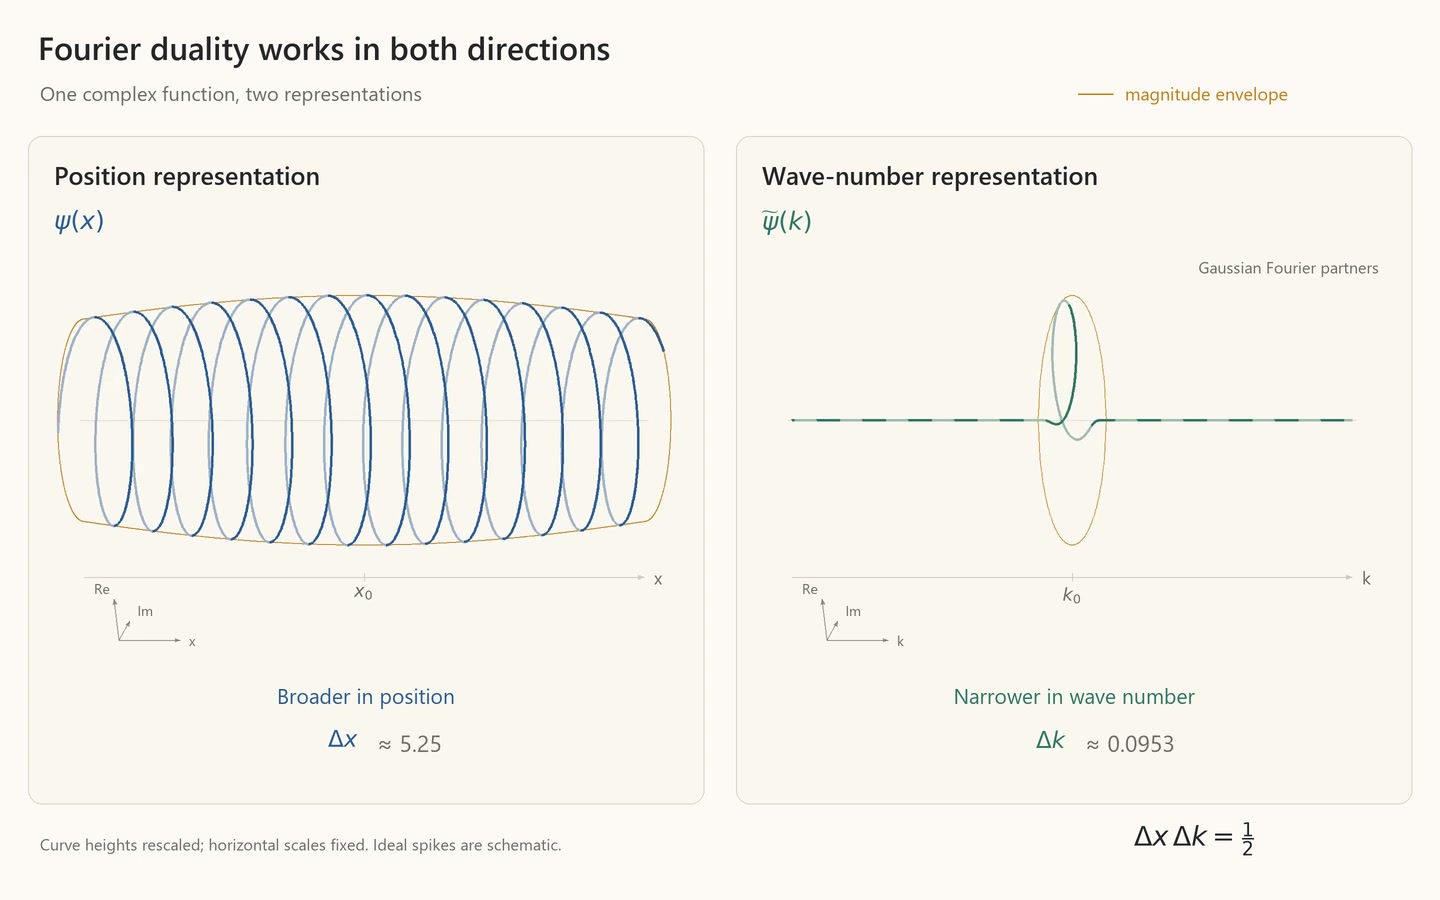 Fourier duality works in both directions
One complex function, two representations
magnitude envelope
Position representation
ψ(x)
x
x₀
Re
Im
x
Broader in position
Δx ≈ 5.25
Wave-number representation
ψ̃(k)
Gaussian Fourier partners
k
k₀
Re
Im
k
Narrower in wave number
Δk ≈ 0.0953
Curve heights rescaled; horizontal scales fixed. Ideal spikes are schematic.
Δx Δk = 1/2